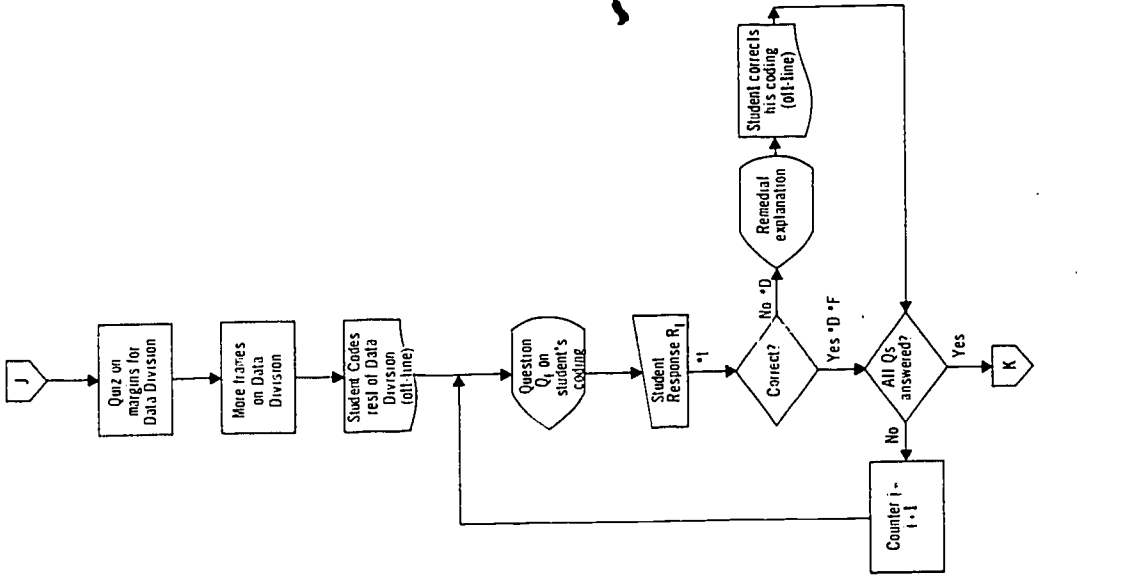 J
Quiz on
margins for
Data Division
More frames
on Data
Division
Student Codes
rest of Data
Division
(off-line)
Question
Qi on
student's
coding
Student
Response Ri
*I
Correct?
No *D
Remedial
explanation
Student corrects
his coding
(off-line)
Yes *D *F
All Qs
answered?
No
Counter i =
i + 1
Yes
K